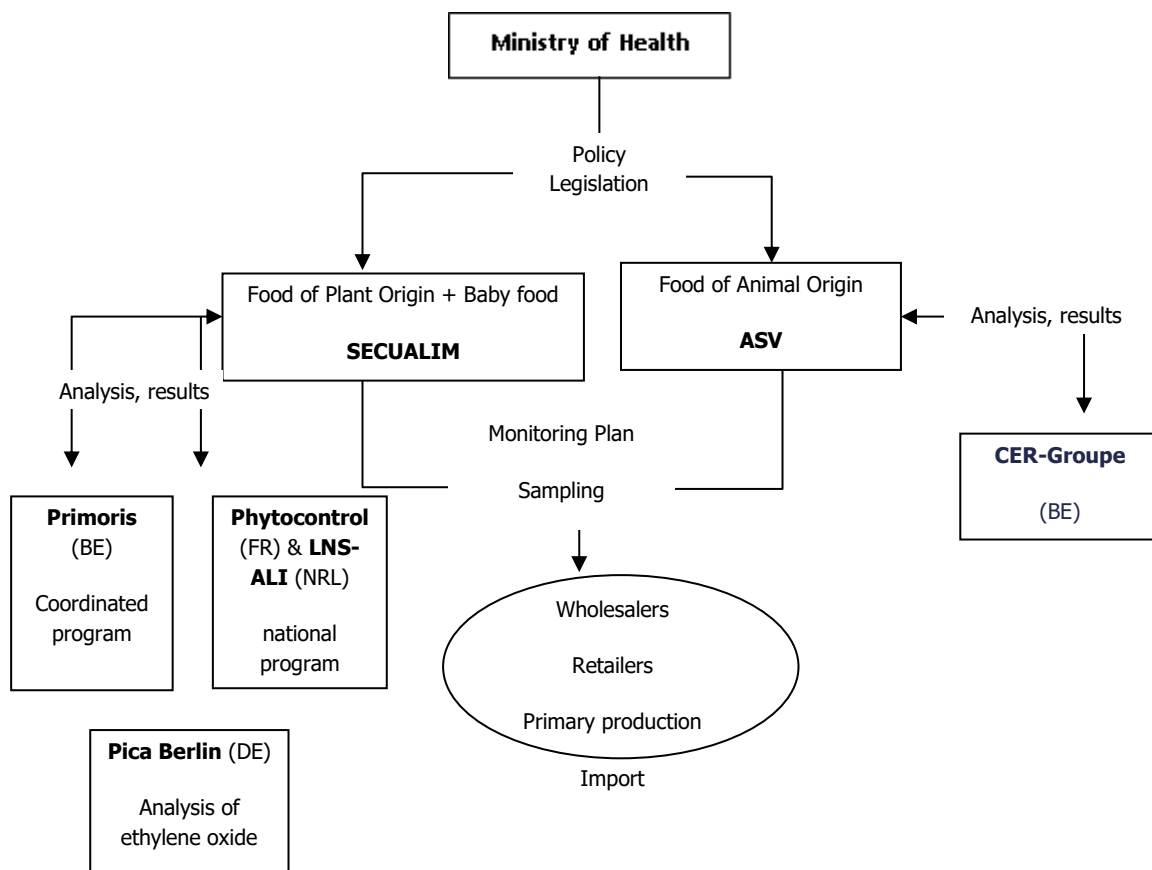 Ministry of Health
Policy
Legislation
Food of Plant Origin + Baby food
SECUALIM
Food of Animal Origin
ASV
Analysis, results
Analysis, results
Monitoring Plan
Sampling
CER-Groupe
(BE)
Primoris
(BE)
Coordinated
program
Phytocontrol
(FR) & LNS-
ALI (NRL)
national
program
Wholesalers
Retailers
Primary production
Import
Pica Berlin (DE)
Analysis of
ethylene oxide